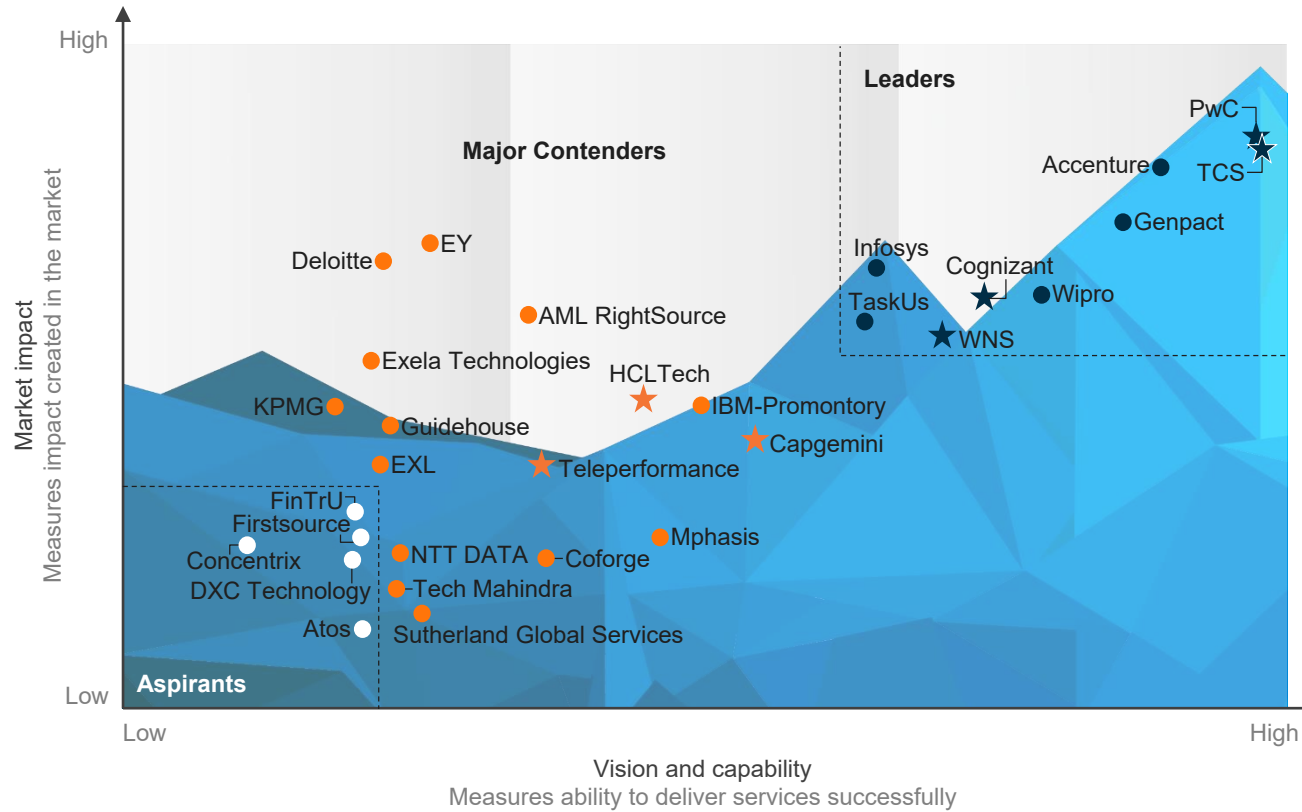 High
Leaders
PwC
TCS
Accenture
Genpact
Major Contenders
EY
Deloitte
Infosys
Cognizant
TaskUs
Wipro
WNS
AML RightSource
Exela Technologies
HCLTech
KPMG
IBM-Promontory
Guidehouse
Capgemini
EXL
Teleperformance
FinTrU
Firstsource
Concentrix
DXC Technology
NTT DATA
Coforge
Mphasis
Tech Mahindra
Atos
Sutherland Global Services
Aspirants
Market impact
Measures impact created in the market
Low
Low
High
Vision and capability
Measures ability to deliver services successfully